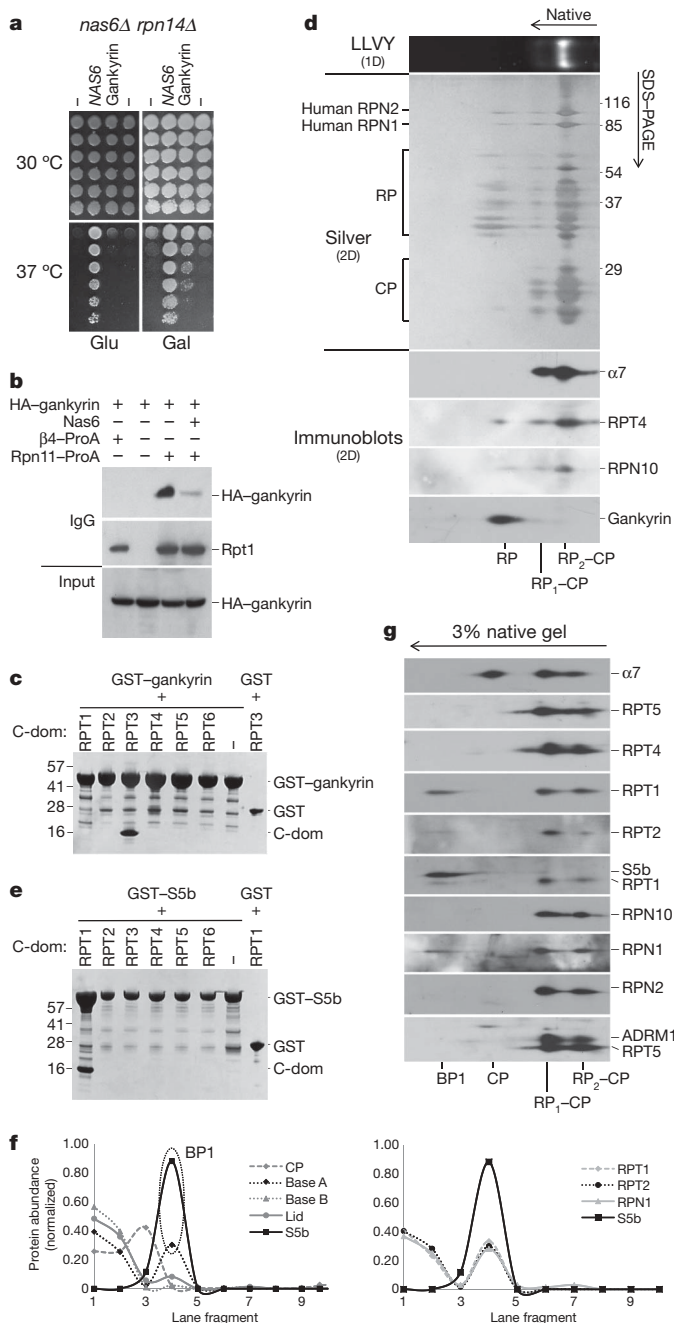 a
nas6Δ rpn14Δ
– NAS6 Gankyrin – – NAS6 Gankyrin –
30 ºC
37 ºC
Glu Gal
b
HA–gankyrin + + + +
Nas6 – – – +
β4–ProA + – – –
Rpn11–ProA – – + +
IgG
HA–gankyrin
Rpt1
Input
HA–gankyrin
c
GST–gankyrin GST
+ +
C-dom: RPT1 RPT2 RPT3 RPT4 RPT5 RPT6 – RPT3
57
41
28
16
GST–gankyrin
GST
C-dom
e
GST–S5b GST
+ +
C-dom: RPT1 RPT2 RPT3 RPT4 RPT5 RPT6 – RPT1
57
41
28
16
GST–S5b
GST
C-dom
d
Native
LLVY
(1D)
SDS–PAGE
Human RPN2
Human RPN1
RP
Silver
(2D)
CP
116
85
54
37
29
Immunoblots
(2D)
α7
RPT4
RPN10
Gankyrin
RP RP2–CP
RP1–CP
g
3% native gel
α7
RPT5
RPT4
RPT1
RPT2
S5b
RPT1
RPN10
RPN1
RPN2
ADRM1
RPT5
BP1 CP RP2–CP
RP1–CP
f
Protein abundance
(normalized)
1.00
0.80
0.60
0.40
0.20
0
1 3 5 7 9
Lane fragment
BP1
CP
Base A
Base B
Lid
S5b
1.00
0.80
0.60
0.40
0.20
0.00
1 3 5 7 9
Lane fragment
RPT1
RPT2
RPN1
S5b